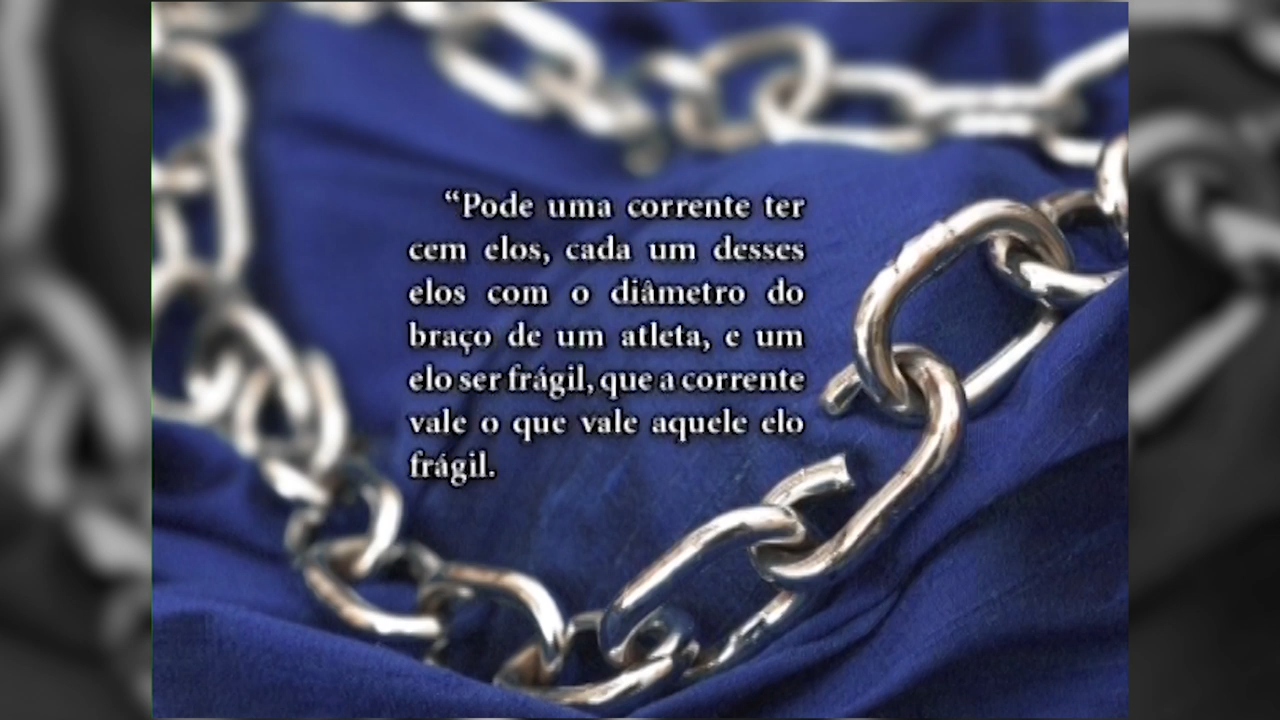 “Pode uma corrente ter
cem elos, cada um desses
elos com o diâmetro do
braço de um atleta, e um
elo ser frágil, que a corrente
vale o que vale aquele elo
frágil.